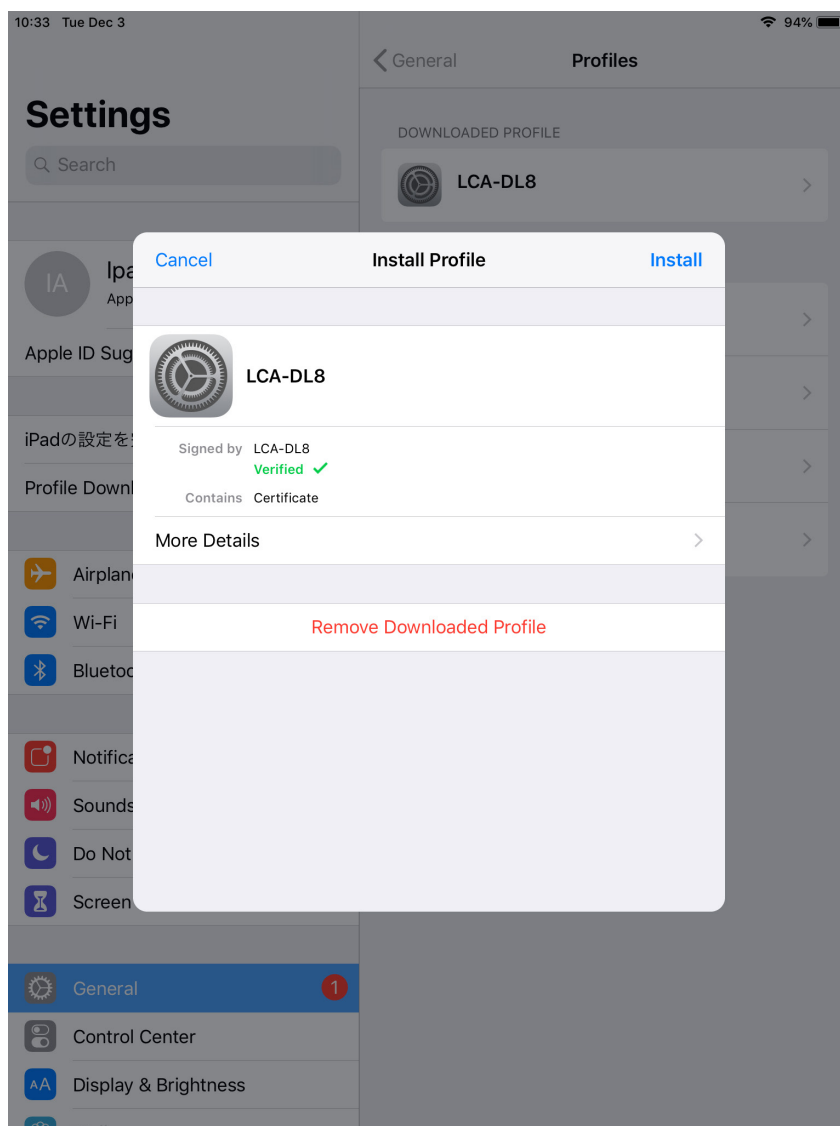 10:33 Tue Dec 3
94%
General
Profiles
Settings
Search
DOWNLOADED PROFILE
LCA-DL8
IA
Ipa
App
Apple ID Sug
iPadの設定を
Profile Downl
Airplan
Wi-Fi
Bluetoo
Notifica
Sounds
Do Not
Screen
General
1
Control Center
AA
Display & Brightness
Cancel
Install Profile
Install
LCA-DL8
Signed by LCA-DL8
Verified
Contains Certificate
More Details
Remove Downloaded Profile